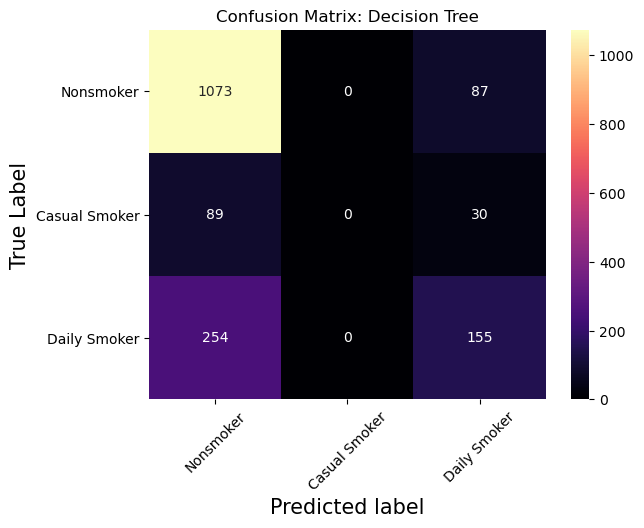 Confusion Matrix: Decision Tree
True Label
Nonsmoker 1073 0 87
Casual Smoker 89 0 30
Daily Smoker 254 0 155
Nonsmoker Casual Smoker Daily Smoker
Predicted label
1000
800
600
400
200
0